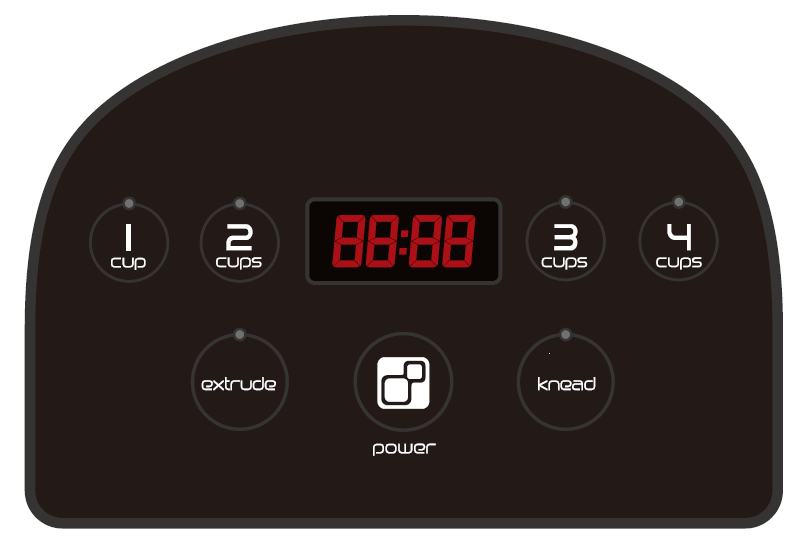 1
cup
2
cups
88:88
3
cups
4
cups
extrude
knead
power